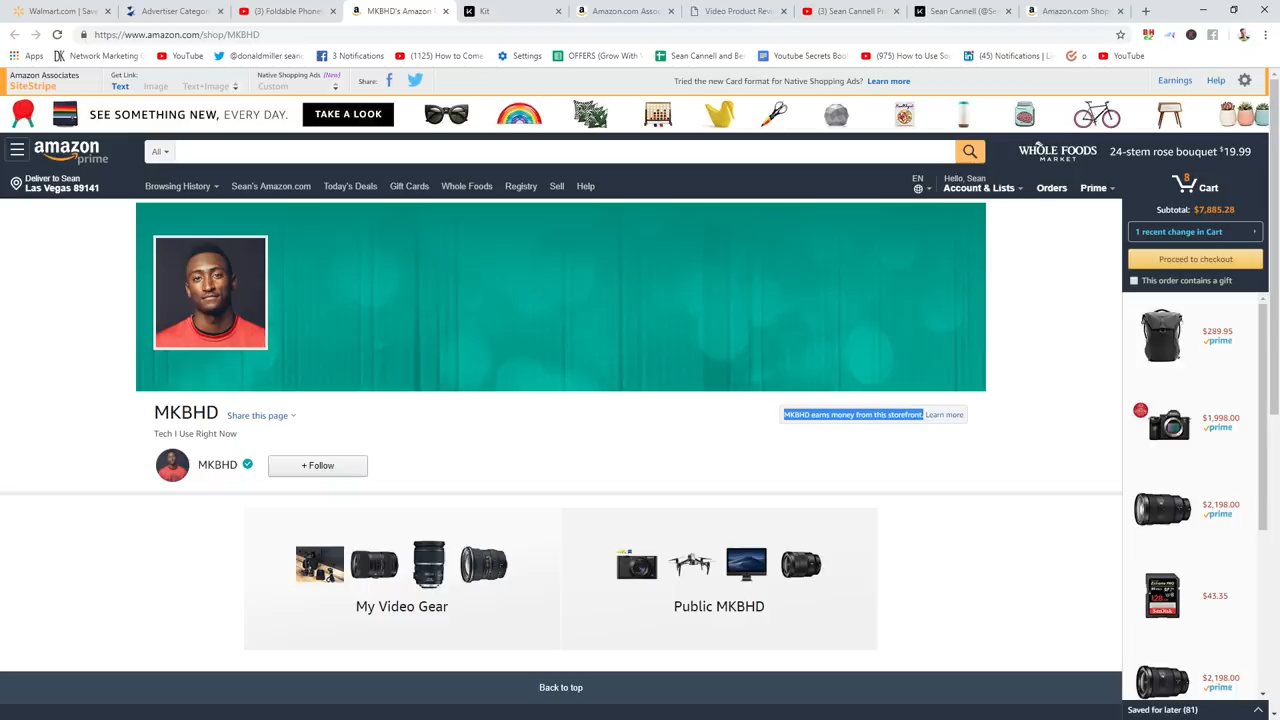 Walmart.com | Save
Advertiser Categor
(3) Foldable Phone
MKBHD's Amazon
Kit
Amazon.com Asso
Video Product Rev
(3) Sean Cannell Pr
Sean Cannell (@Se
Amazon.com Shop
https://www.amazon.com/shop/MKBHD
Apps
Network Marketing
YouTube
@donaldmiller sean
3 Notifications
(1125) How to Come
Settings
OFFERS (Grow With
Sean Cannell and Be
Youtube Secrets Boo
(975) How to Use So
(45) Notifications | L
o
YouTube
Amazon Associates
SiteStripe
Get Link:
Text
Image
Text+Image
Native Shopping Ads (New)
Custom
Share:
Tried the new Card format for Native Shopping Ads? Learn more
Earnings
Help
SEE SOMETHING NEW, EVERY DAY.
TAKE A LOOK
amazon
prime
All
WHOLE FOODS
MARKET
24-stem rose bouquet $19.99
Deliver to Sean
Las Vegas 89141
Browsing History
Sean's Amazon.com
Today's Deals
Gift Cards
Whole Foods
Registry
Sell
Help
EN
Hello, Sean
Account & Lists
Orders
Prime
8
Cart
Subtotal: $7,885.28
1 recent change in Cart
Proceed to checkout
This order contains a gift
$289.95
prime
$1,998.00
prime
$2,198.00
prime
$43.35
$2,198.00
prime
Saved for later (81)
MKBHD
Share this page
Tech I Use Right Now
MKBHD earns money from this storefront. Learn more
MKBHD
+ Follow
My Video Gear
Public MKBHD
Back to top